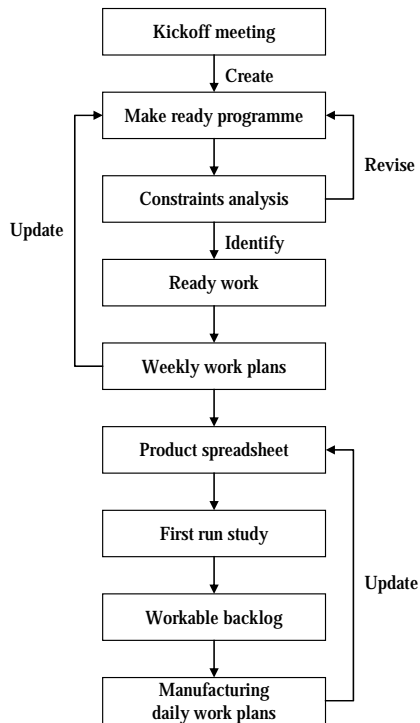 Kickoff meeting
Create
Make ready programme
Revise
Constraints analysis
Update
Identify
Ready work
Weekly work plans
Product spreadsheet
First run study
Workable backlog
Update
Manufacturing
daily work plans